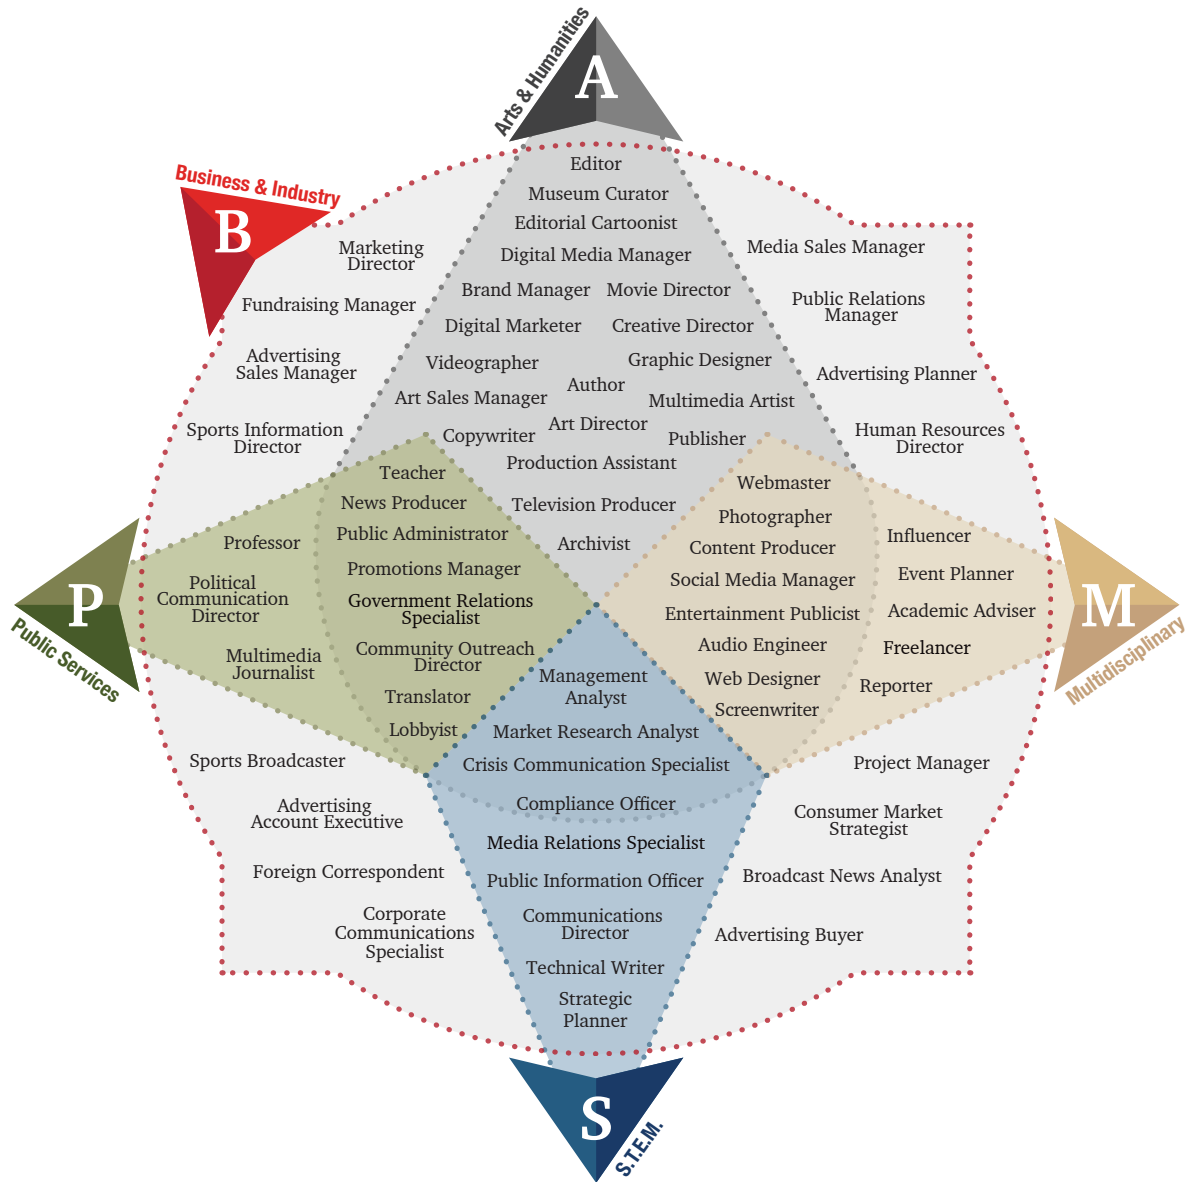 Arts & Humanities
A
Business & Industry
B
Editor
Museum Curator
Editorial Cartoonist
Digital Media Manager
Brand Manager
Movie Director
Digital Marketer
Creative Director
Videographer
Graphic Designer
Author
Art Sales Manager
Multimedia Artist
Art Director
Copywriter
Publisher
Production Assistant
Television Producer
Archivist
Marketing
Director
Fundraising Manager
Advertising
Sales Manager
Sports Information
Director
Media Sales Manager
Public Relations
Manager
Advertising Planner
Human Resources
Director
P
Public Services
Teacher
News Producer
Public Administrator
Promotions Manager
Government Relations
Specialist
Community Outreach
Director
Translator
Lobbyist
Professor
Political
Communication
Director
Multimedia
Journalist
Webmaster
Photographer
Content Producer
Social Media Manager
Entertainment Publicist
Audio Engineer
Web Designer
Screenwriter
Influencer
Event Planner
Academic Adviser
Freelancer
Reporter
M
Multidisciplinary
Management
Analyst
Market Research Analyst
Crisis Communication Specialist
Compliance Officer
Media Relations Specialist
Public Information Officer
Communications
Director
Technical Writer
Strategic
Planner
Sports Broadcaster
Advertising
Account Executive
Foreign Correspondent
Corporate
Communications
Specialist
Project Manager
Consumer Market
Strategist
Broadcast News Analyst
Advertising Buyer
S
S.T.E.M.